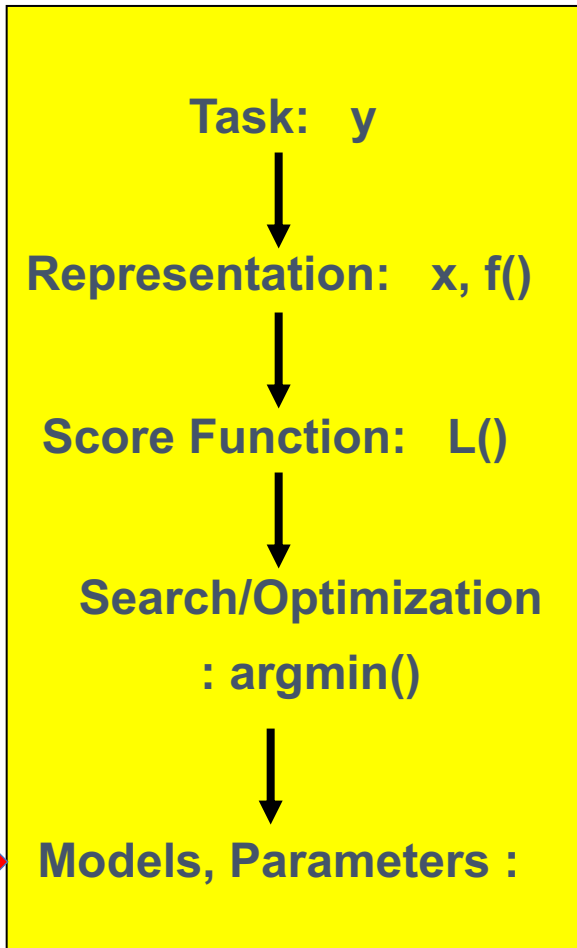 Task: y
Representation: x, f()
Score Function: L()
Search/Optimization
: argmin()
Models, Parameters :